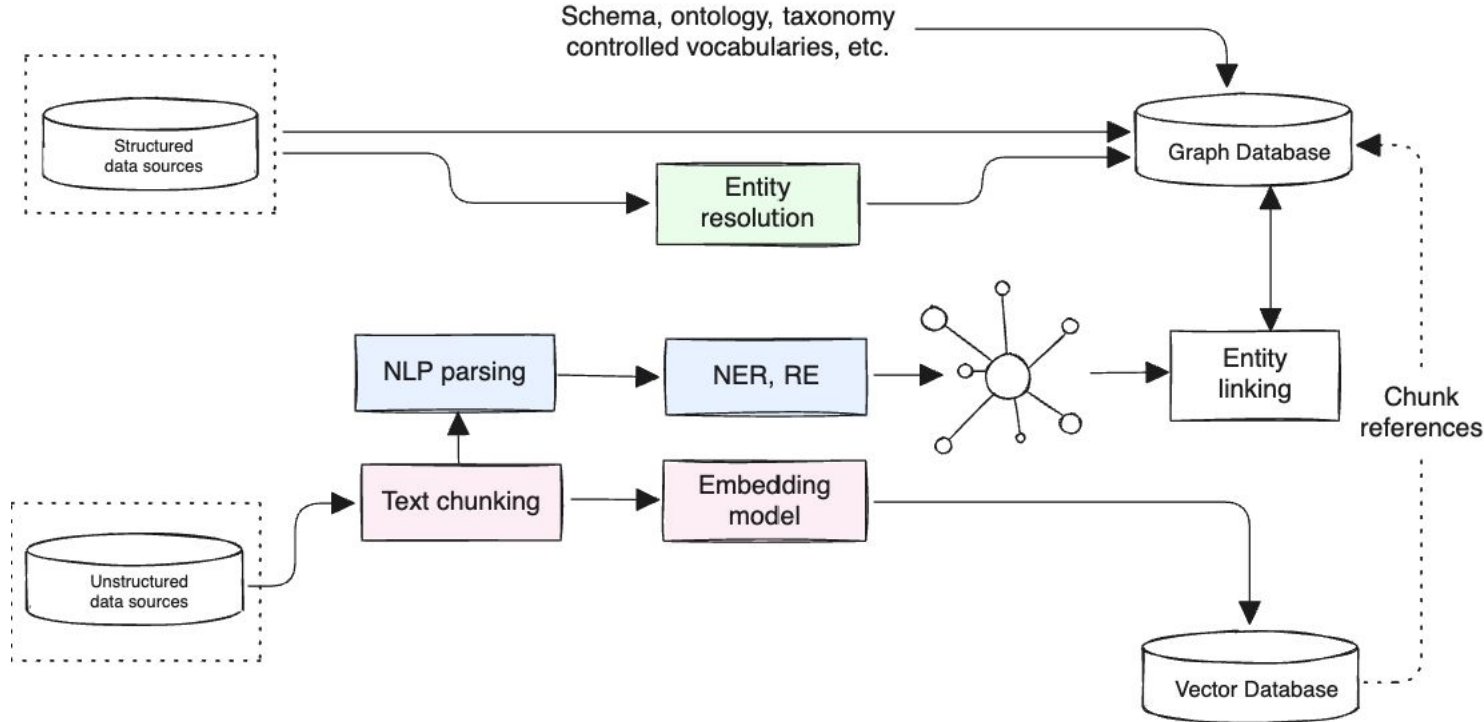 Schema, ontology, taxonomy
controlled vocabularies, etc.
Structured
data sources
Graph Database
Entity
resolution
NLP parsing
NER, RE
Entity
linking
Chunk
references
Text chunking
Embedding
model
Unstructured
data sources
Vector Database